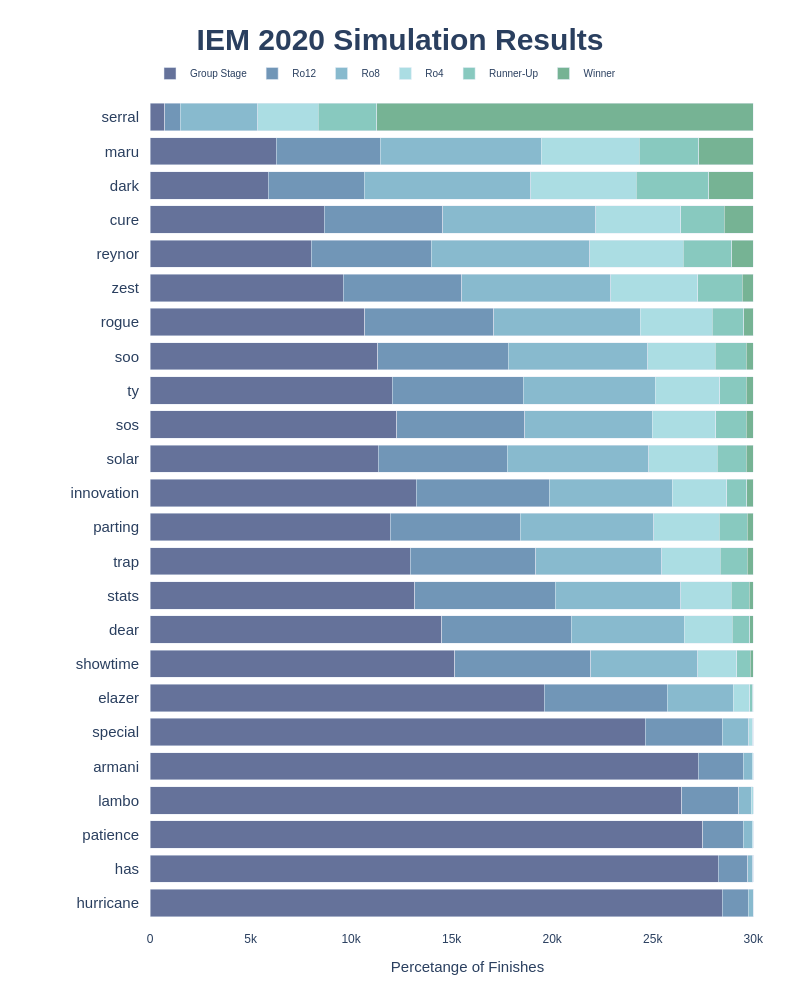 IEM 2020 Simulation Results
Group Stage Ro12 Ro8 Ro4 Runner-Up Winner
serral
maru
dark
cure
reynor
zest
rogue
soo
ty
sos
solar
innovation
parting
trap
stats
dear
showtime
elazer
special
armani
lambo
patience
has
hurricane
0 5k 10k 15k 20k 25k 30k
Percetange of Finishes